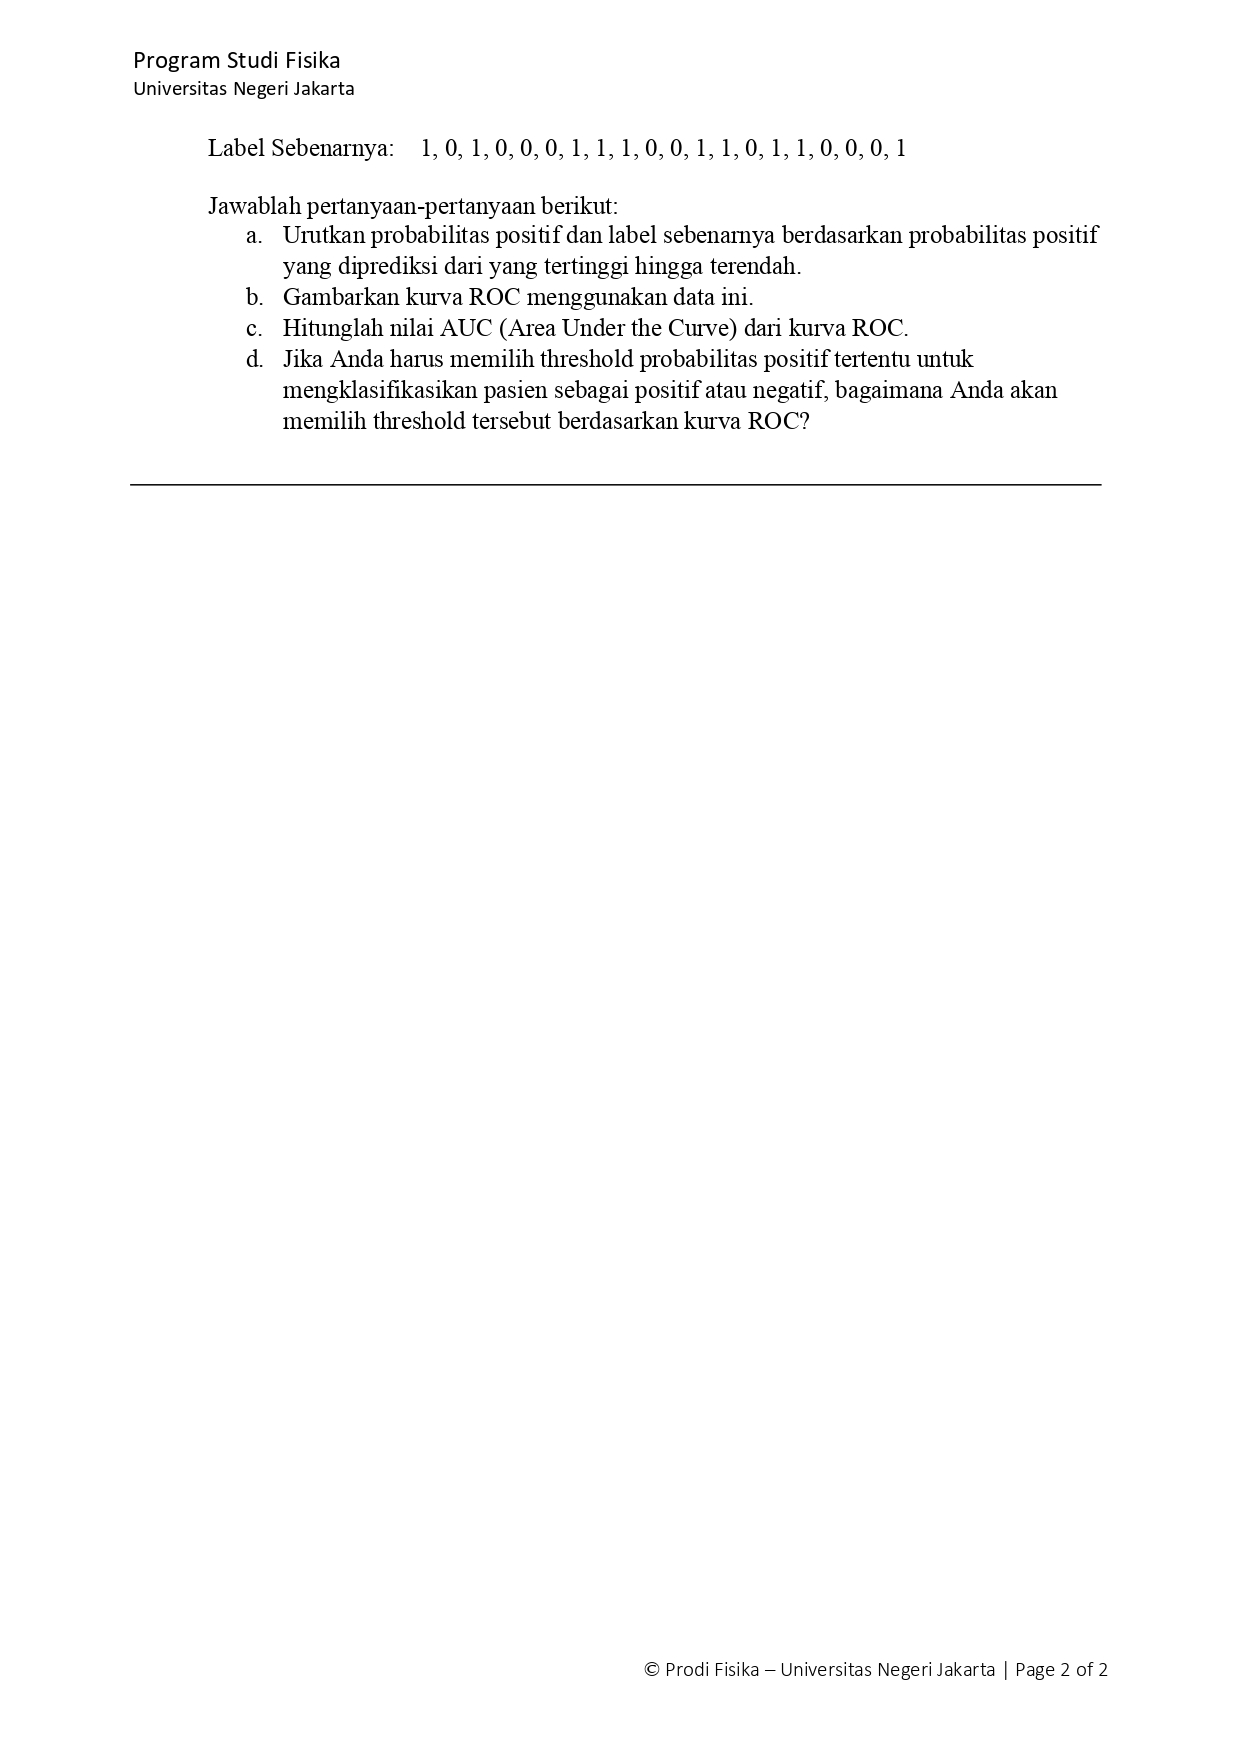 Program Studi Fisika
Universitas Negeri Jakarta
Label Sebenarnya: 1, 0, 1, 0, 0, 0, 1, 1, 1, 0, 0, 1, 1, 0, 1, 1, 0, 0, 0, 1
Jawablah pertanyaan-pertanyaan berikut:
a. Urutkan probabilitas positif dan label sebenarnya berdasarkan probabilitas positif
yang diprediksi dari yang tertinggi hingga terendah.
b. Gambarkan kurva ROC menggunakan data ini.
c. Hitunglah nilai AUC (Area Under the Curve) dari kurva ROC.
d. Jika Anda harus memilih threshold probabilitas positif tertentu untuk
mengklasifikasikan pasien sebagai positif atau negatif, bagaimana Anda akan
memilih threshold tersebut berdasarkan kurva ROC?
© Prodi Fisika – Universitas Negeri Jakarta | Page 2 of 2